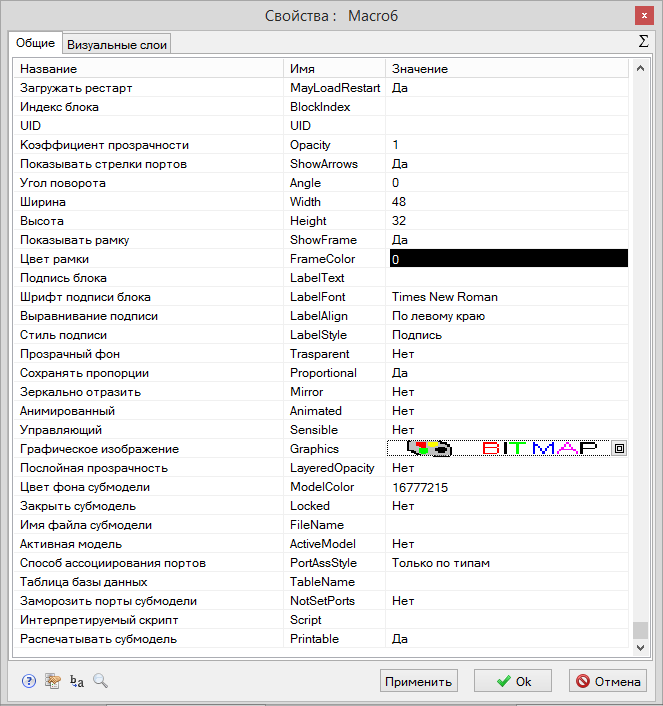 Свойства : Macro6
x
Общие Визуальные слои Σ
Название Имя Значение
Загружать рестарт MayLoadRestart Да
Индекс блока BlockIndex
UID UID
Коэффициент прозрачности Opacity 1
Показывать стрелки портов ShowArrows Да
Угол поворота Angle 0
Ширина Width 48
Высота Height 32
Показывать рамку ShowFrame Да
Цвет рамки FrameColor 0
Подпись блока LabelText
Шрифт подписи блока LabelFont Times New Roman
Выравнивание подписи LabelAlign По левому краю
Стиль подписи LabelStyle Подпись
Прозрачный фон Trasparent Нет
Сохранять пропорции Proportional Да
Зеркально отразить Mirror Нет
Анимированный Animated Нет
Управляющий Sensible Нет
Графическое изображение Graphics BITMAP
Послойная прозрачность LayeredOpacity Нет
Цвет фона субмодели ModelColor 16777215
Закрыть субмодель Locked Нет
Имя файла субмодели FileName
Активная модель ActiveModel Нет
Способ ассоциирования портов PortAssStyle Только по типам
Таблица базы данных TableName
Заморозить порты субмодели NotSetPorts Нет
Интерпретируемый скрипт Script
Распечатывать субмодель Printable Да
? ba Применить Ok Отмена